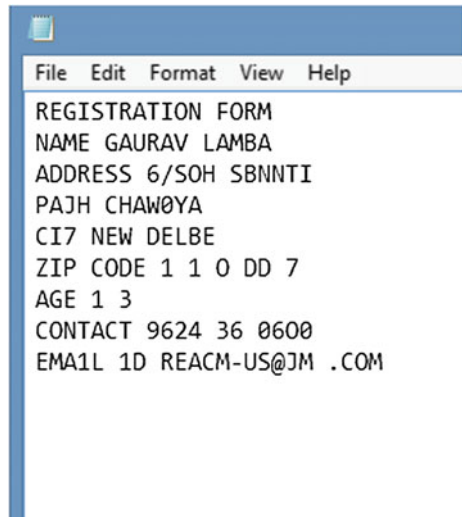 File Edit Format View Help
REGISTRATION FORM
NAME GAURAV LAMBA
ADDRESS 6/SOH SBNNTI
PAJH CHAW0YA
CI7 NEW DELBE
ZIP CODE 1 1 O DD 7
AGE 1 3
CONTACT 9624 36 06O0
EMA1L 1D REACM-US@JM .COM